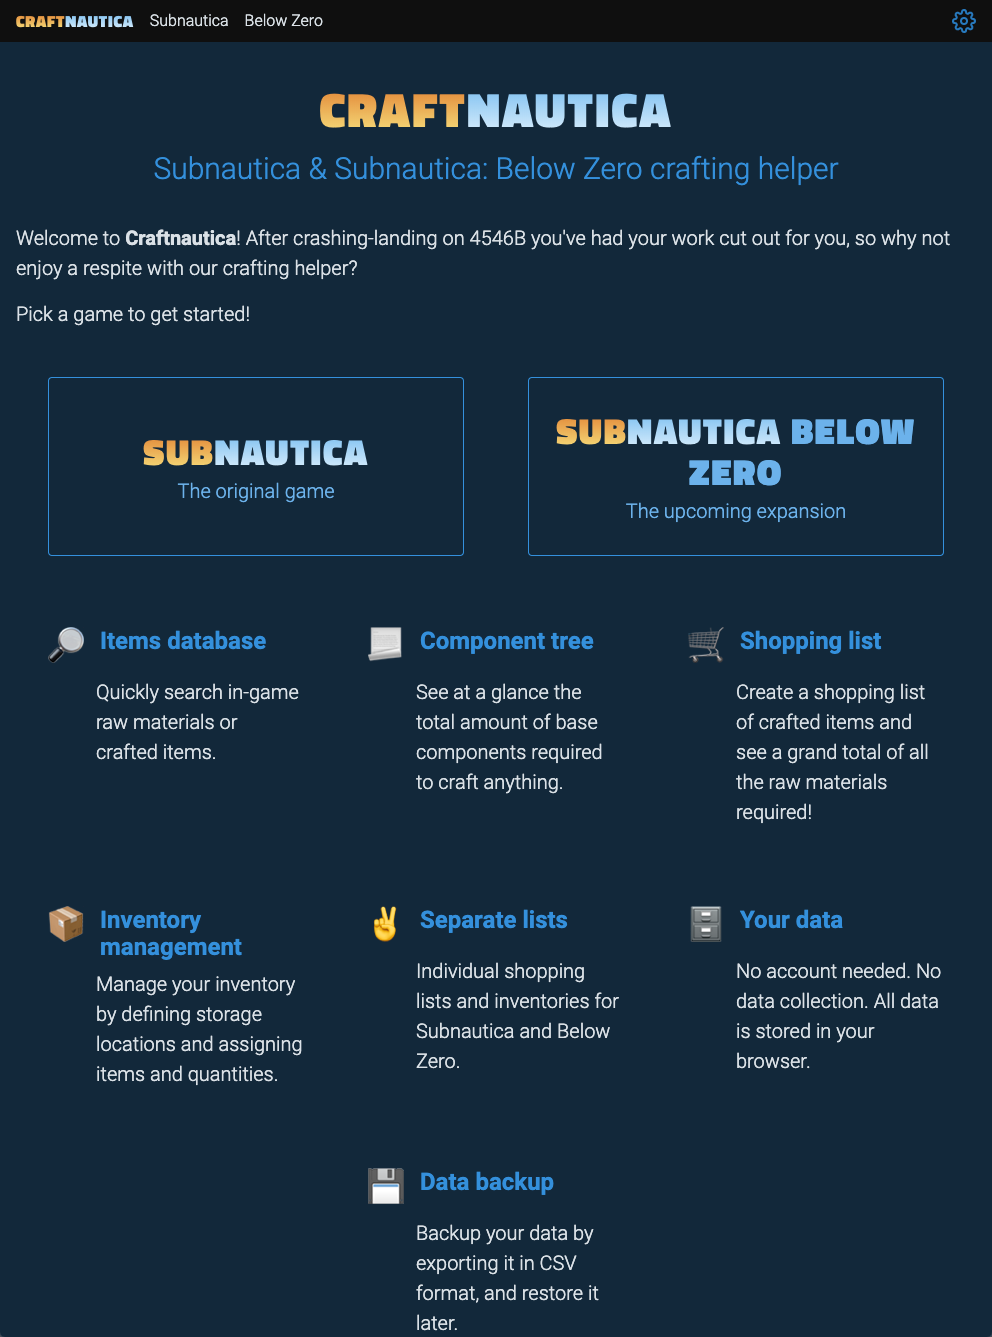 CRAFTNAUTICA Subnautica Below Zero
CRAFTNAUTICA
Subnautica & Subnautica: Below Zero crafting helper
Welcome to Craftnautica! After crashing-landing on 4546B you've had your work cut out for you, so why not
enjoy a respite with our crafting helper?
Pick a game to get started!
SUBNAUTICA
The original game
SUBNAUTICA BELOW
ZERO
The upcoming expansion
Items database
Quickly search in-game
raw materials or
crafted items.
Component tree
See at a glance the
total amount of base
components required
to craft anything.
Shopping list
Create a shopping list
of crafted items and
see a grand total of all
the raw materials
required!
Inventory
management
Manage your inventory
by defining storage
locations and assigning
items and quantities.
Separate lists
Individual shopping
lists and inventories for
Subnautica and Below
Zero.
Your data
No account needed. No
data collection. All data
is stored in your
browser.
Data backup
Backup your data by
exporting it in CSV
format, and restore it
later.